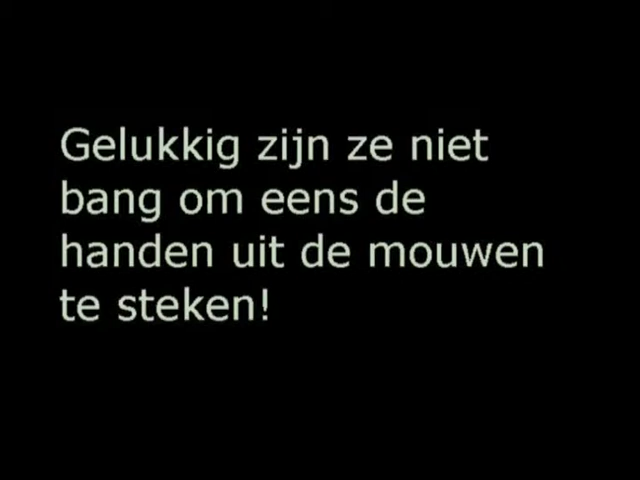 Gelukkig zijn ze niet
bang om eens de
handen uit de mouwen
te steken!